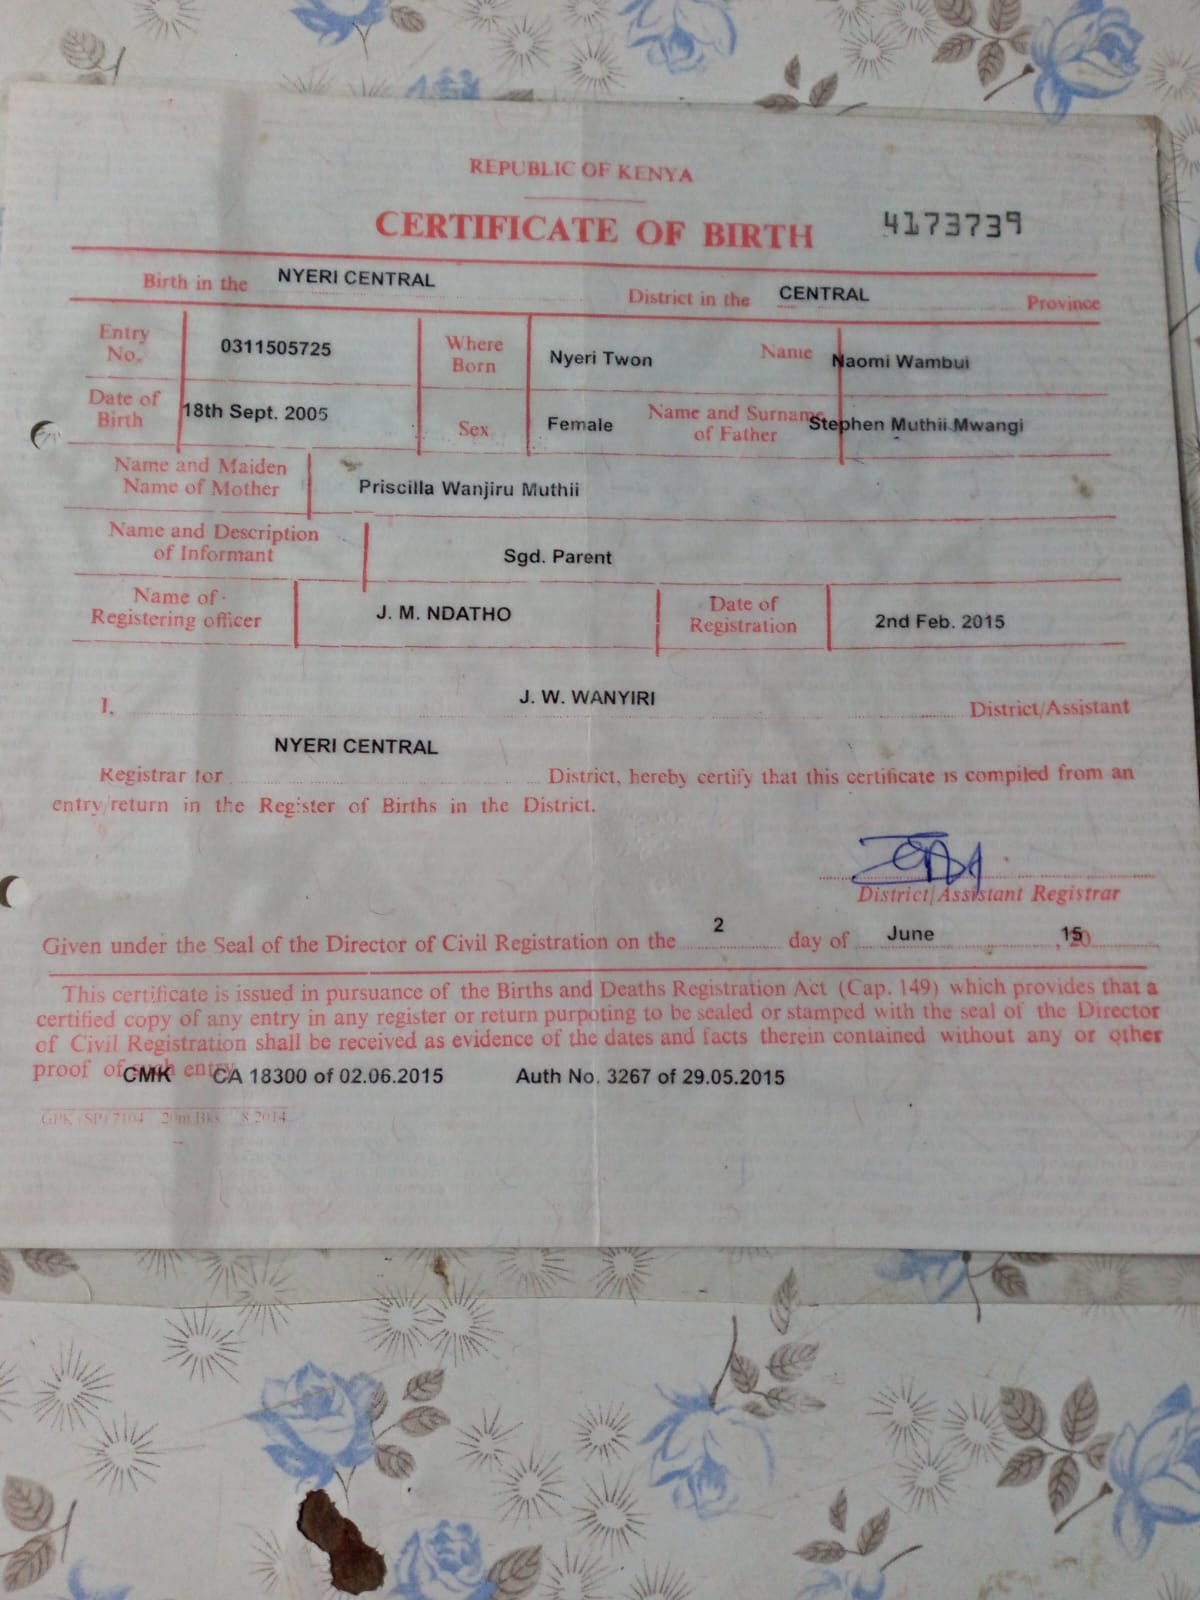 REPUBLIC OF KENYA
CERTIFICATE OF BIRTH 4173739
Birth in the NYERI CENTRAL District in the CENTRAL Province
Entry No. 0311505725 Where Born Nyeri Twon Name Naomi Wambui
Date of Birth 18th Sept. 2005 Sex Female Name and Surname of Father Stephen Muthii Mwangi
Name and Maiden Name of Mother Priscilla Wanjiru Muthii
Name and Description of Informant Sgd. Parent
Name of Registering officer J. M. NDATHO Date of Registration 2nd Feb. 2015
I, J. W. WANYIRI District/Assistant
NYERI CENTRAL
Registrar for District, hereby certify that this certificate is compiled from an
entry/return in the Register of Births in the District.
District/Assistant Registrar
Given under the Seal of the Director of Civil Registration on the 2 day of June , 20 15
This certificate is issued in pursuance of the Births and Deaths Registration Act (Cap. 149) which provides that a
certified copy of any entry in any register or return purpoting to be sealed or stamped with the seal of the Director
of Civil Registration shall be received as evidence of the dates and facts therein contained without any or other
proof of such entry.
CMK CA 18300 of 02.06.2015 Auth No. 3267 of 29.05.2015
GPK (SP) 7104 20m Bks 8/2014